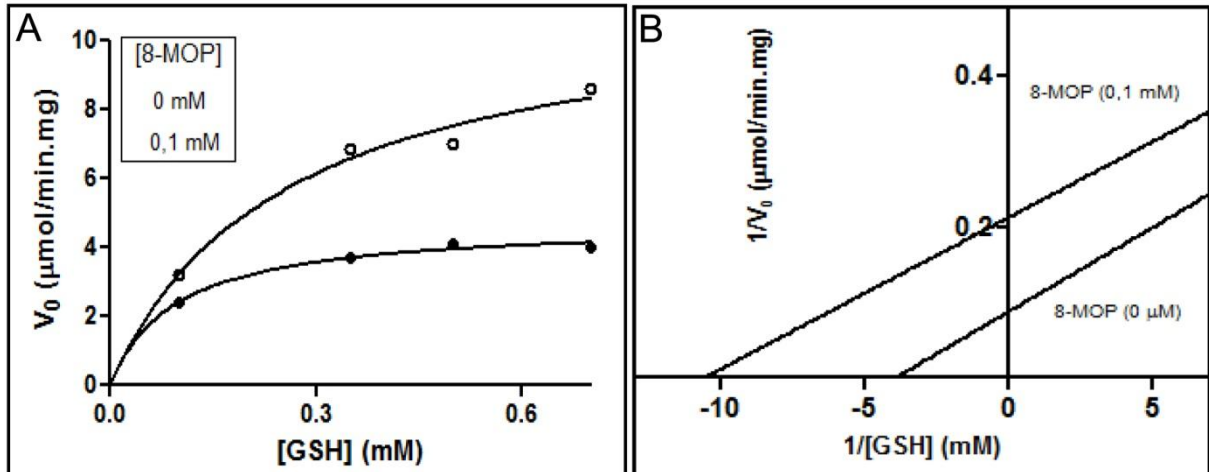 A
10
8
6
4
2
0
V0 (μmol/min.mg)
[8-MOP]
0 mM
0,1 mM
0.0
0.3
0.6
[GSH] (mM)
B
1/V0 (μmol/min.mg)
0.4
8-MOP (0,1 mM)
0.2
8-MOP (0 μM)
-10
-5
0
5
1/[GSH] (mM)